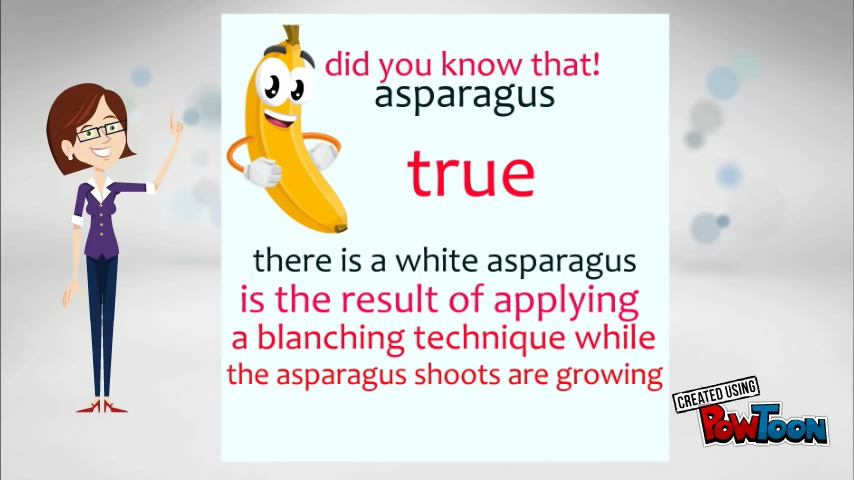 did you know that!
asparagus
true
there is a white asparagus
is the result of applying
a blanching technique while
the asparagus shoots are growing
CREATED USING
POWTOON